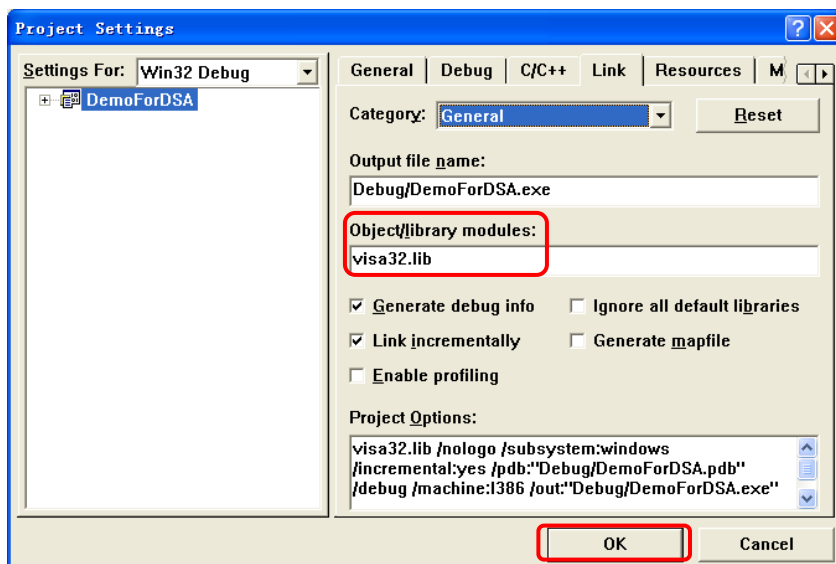 Project Settings
Settings For: Win32 Debug
DemoForDSA
General Debug C/C++ Link Resources M
Category: General Reset
Output file name:
Debug/DemoForDSA.exe
Object/library modules:
visa32.lib
Generate debug info Ignore all default libraries
Link incrementally Generate mapfile
Enable profiling
Project Options:
visa32.lib /nologo /subsystem:windows
/incremental:yes /pdb:"Debug/DemoForDSA.pdb"
/debug /machine:I386 /out:"Debug/DemoForDSA.exe"
OK Cancel